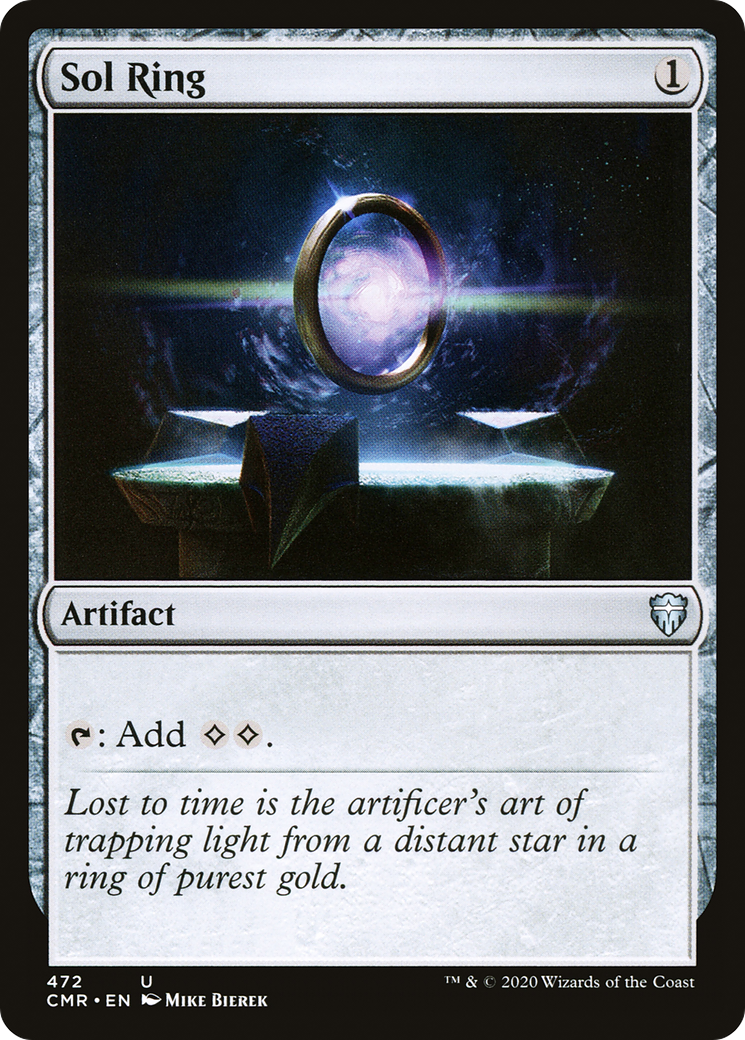 Sol Ring 1
Artifact
: Add .
Lost to time is the artificer's art of
trapping light from a distant star in a
ring of purest gold.
472 U
CMR • EN Mike Bierek
™ & © 2020 Wizards of the Coast